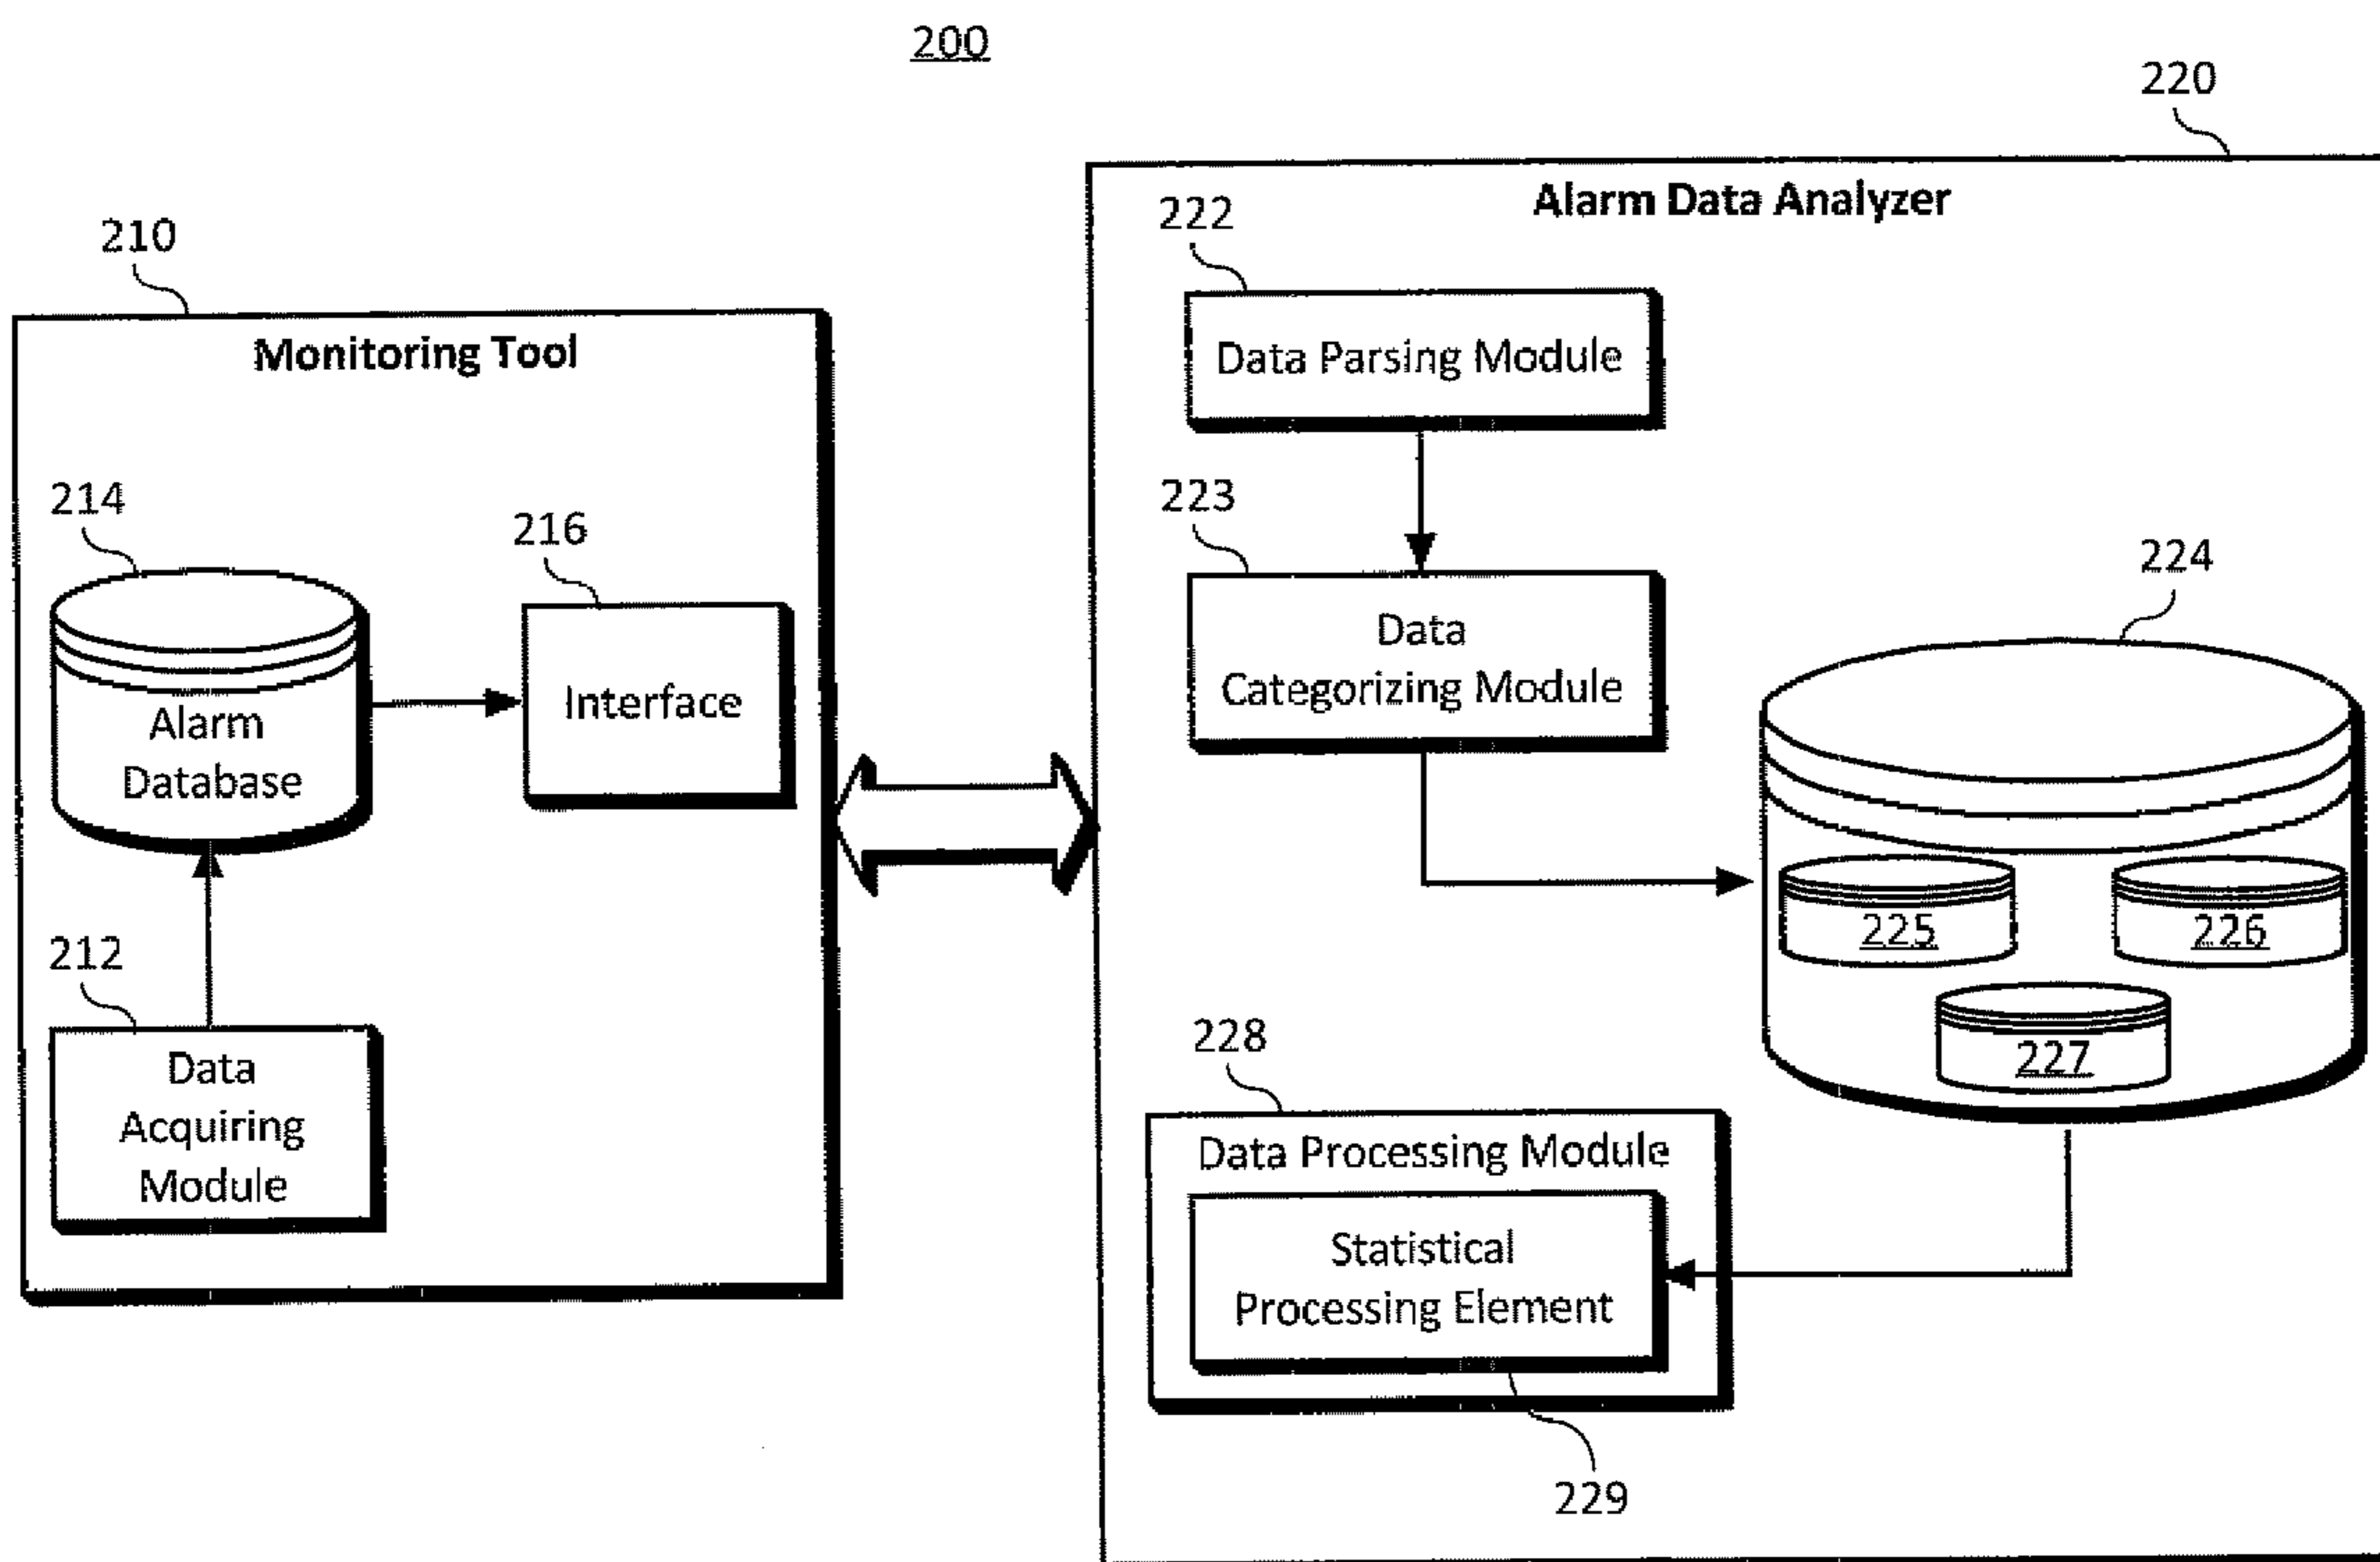 200
210
Monitoring Tool
214
Alarm
Database
216
Interface
212
Data
Acquiring
Module
220
Alarm Data Analyzer
222
Data Parsing Module
223
Data
Categorizing Module
224
225
226
227
228
Data Processing Module
Statistical
Processing Element
229